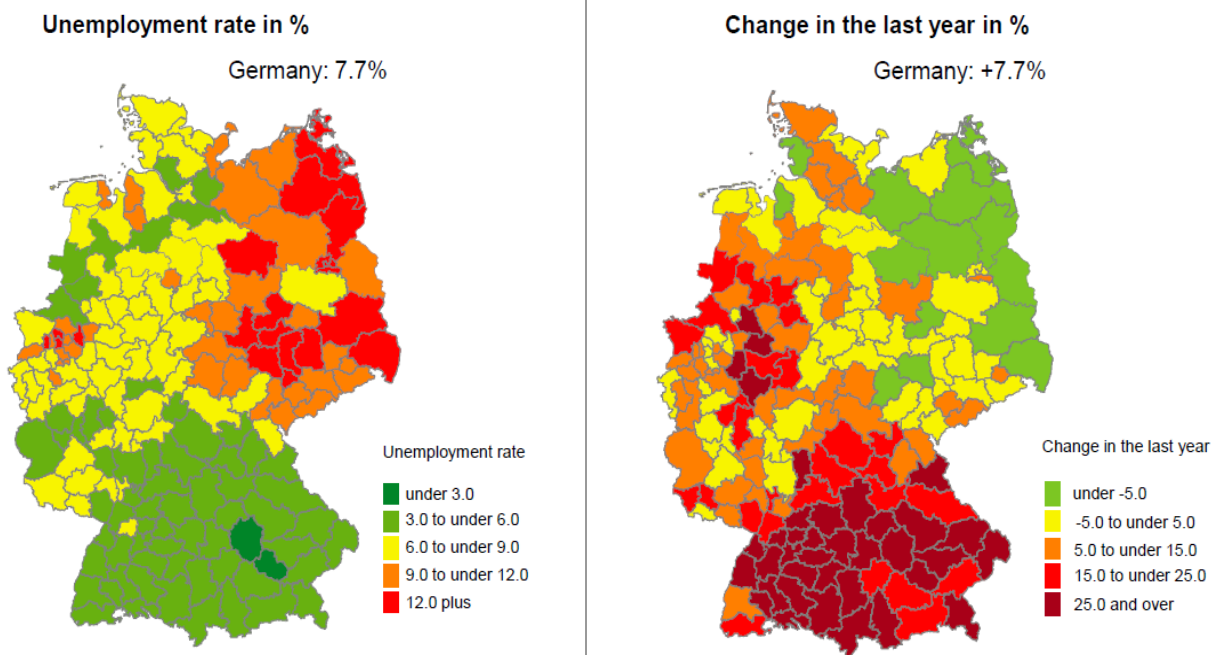 Unemployment rate in %
Germany: 7.7%
Unemployment rate
under 3.0
3.0 to under 6.0
6.0 to under 9.0
9.0 to under 12.0
12.0 plus
Change in the last year in %
Germany: +7.7%
Change in the last year
under -5.0
-5.0 to under 5.0
5.0 to under 15.0
15.0 to under 25.0
25.0 and over